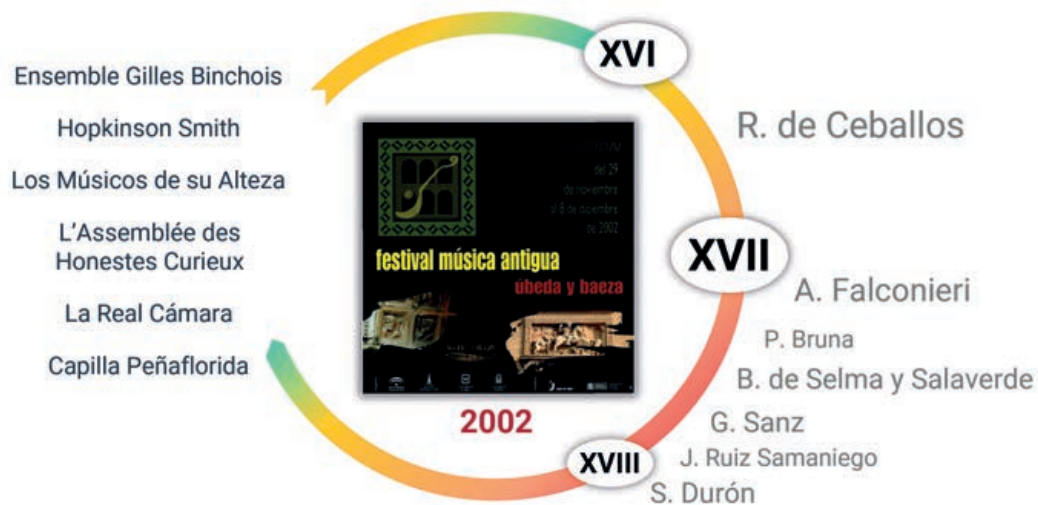 XVI
Ensemble Gilles Binchois
Hopkinson Smith
Los Músicos de su Alteza
L'Assemblée des
Honestes Curieux
La Real Cámara
Capilla Peñaflorida
del 29
de noviembre
al 8 de diciembre
de 2002
festival música antigua
úbeda y baeza
2002
R. de Ceballos
XVII
A. Falconieri
P. Bruna
B. de Selma y Salaverde
G. Sanz
XVIII
J. Ruiz Samaniego
S. Durón